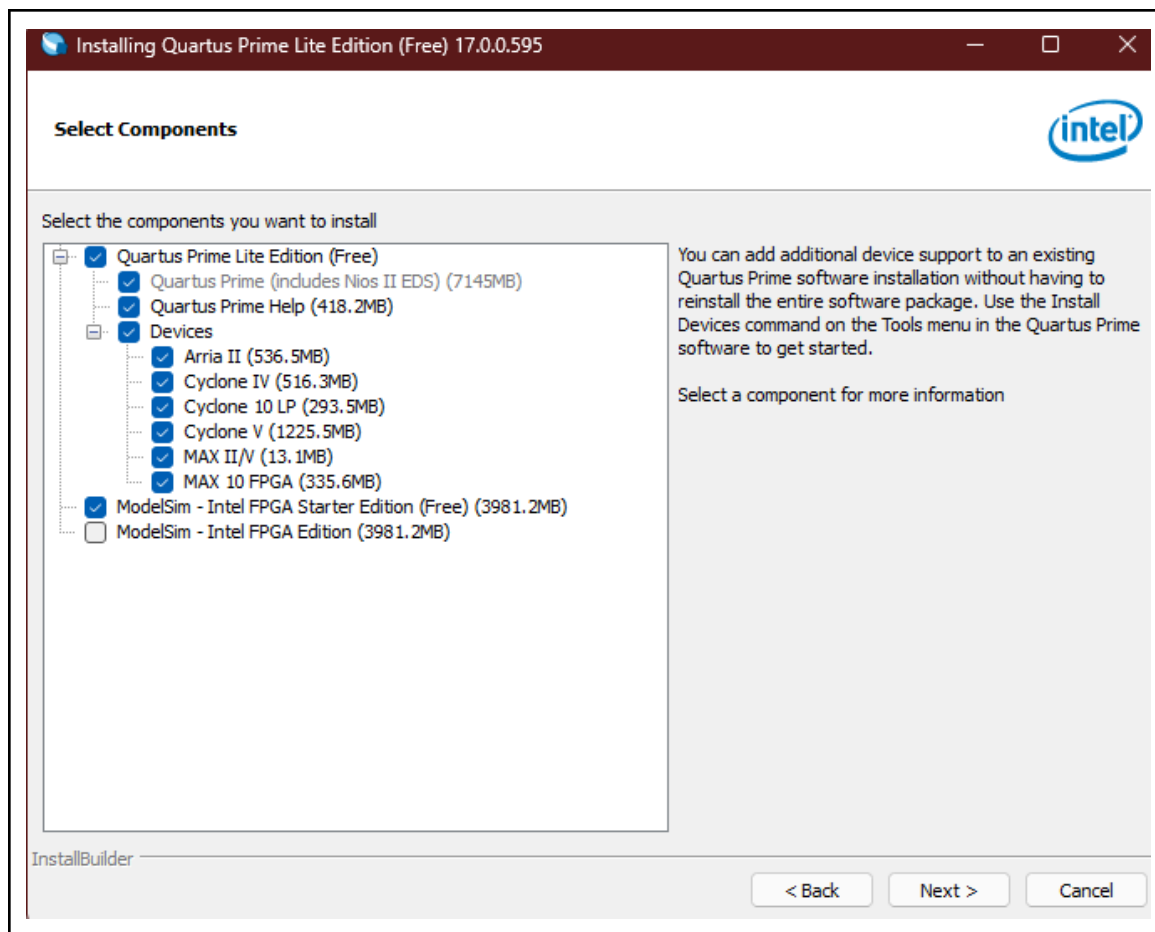 Installing Quartus Prime Lite Edition (Free) 17.0.0.595
Select Components
intel
Select the components you want to install
Quartus Prime Lite Edition (Free)
Quartus Prime (includes Nios II EDS) (7145MB)
Quartus Prime Help (418.2MB)
Devices
Arria II (536.5MB)
Cyclone IV (516.3MB)
Cyclone 10 LP (293.5MB)
Cyclone V (1225.5MB)
MAX II/V (13.1MB)
MAX 10 FPGA (335.6MB)
ModelSim - Intel FPGA Starter Edition (Free) (3981.2MB)
ModelSim - Intel FPGA Edition (3981.2MB)
You can add additional device support to an existing
Quartus Prime software installation without having to
reinstall the entire software package. Use the Install
Devices command on the Tools menu in the Quartus Prime
software to get started.
Select a component for more information
InstallBuilder
< Back
Next >
Cancel